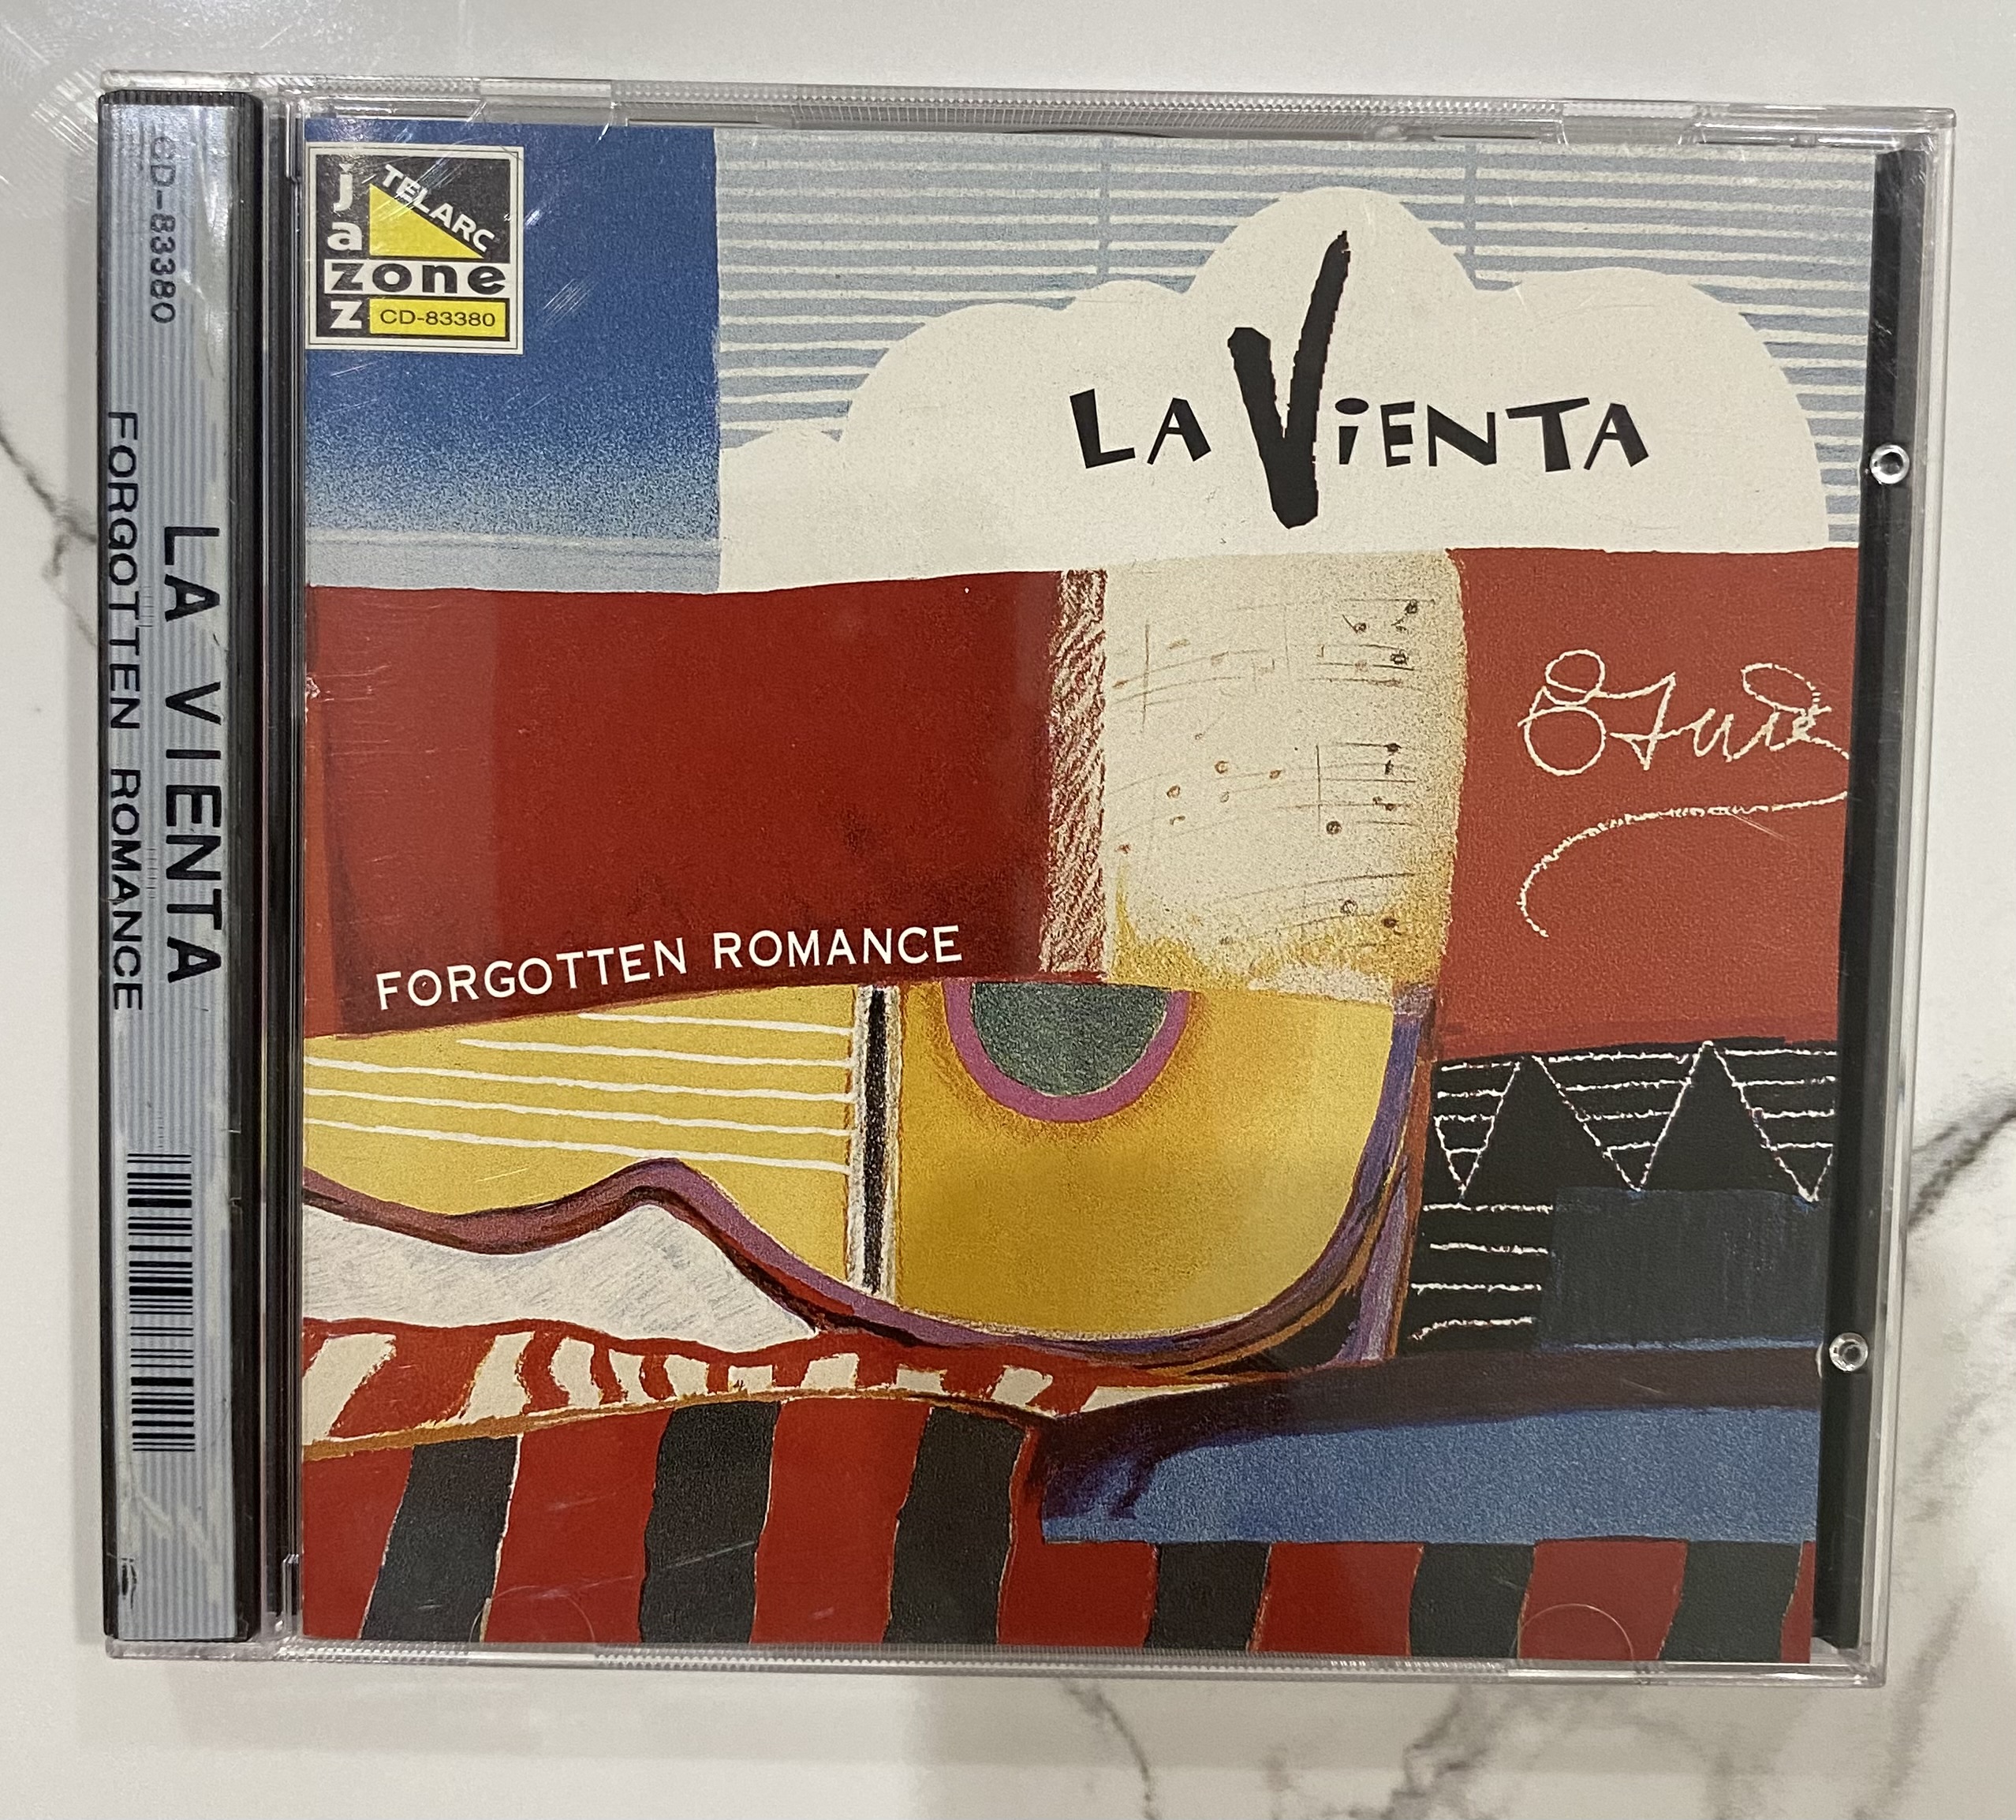 CD-83380
LA VIENTA
FORGOTTEN ROMANCE
jazz
TELARC
zone
CD-83380
LA ViENTA
FORGOTTEN ROMANCE